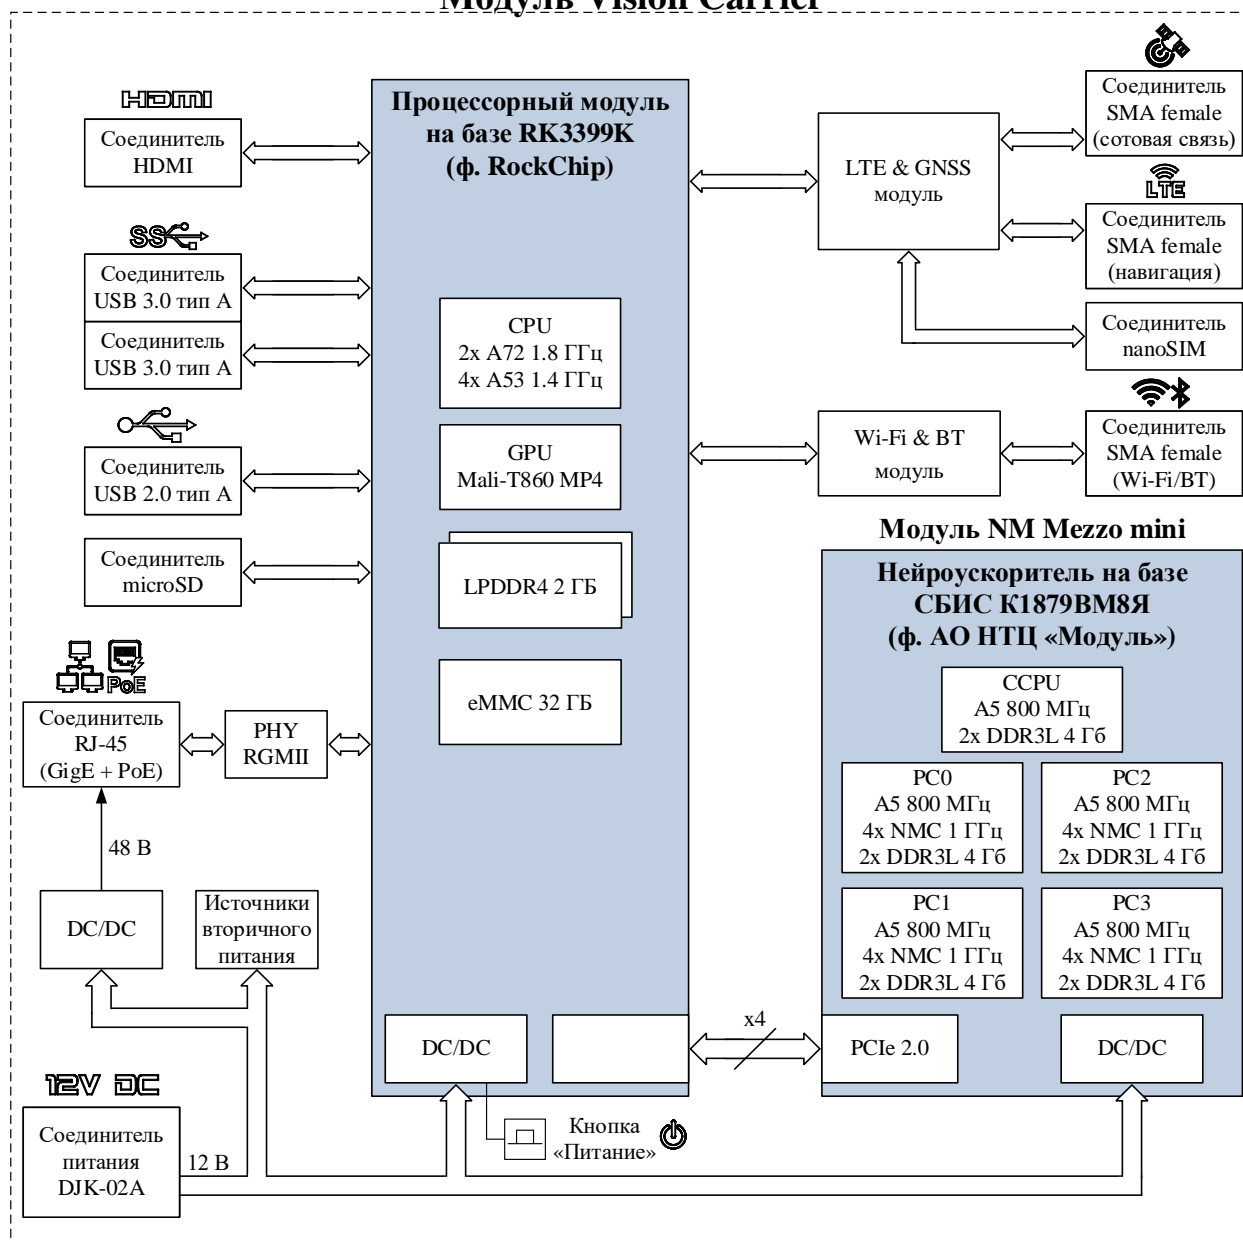 Модуль Vision Carrier
HDMI
Соединитель
HDMI
SS
Соединитель
USB 3.0 тип А
Соединитель
USB 3.0 тип А
Соединитель
USB 2.0 тип А
Соединитель
microSD
PoE
Соединитель
RJ-45
(GigE + PoE)
PHY
RGMII
48 В
DC/DC
Источники
вторичного
питания
12V DC
Соединитель
питания
DJK-02A
12 В
Процессорный модуль
на базе RK3399K
(ф. RockChip)
CPU
2x A72 1.8 ГГц
4x A53 1.4 ГГц
GPU
Mali-T860 MP4
LPDDR4 2 ГБ
eMMC 32 ГБ
DC/DC
Кнопка
«Питание»
x4
LTE & GNSS
модуль
Соединитель
SMA female
(сотовая связь)
LTE
Соединитель
SMA female
(навигация)
Соединитель
nanoSIM
Wi-Fi & BT
модуль
Соединитель
SMA female
(Wi-Fi/BT)
Модуль NM Mezzo mini
Нейроускоритель на базе
СБИС К1879ВМ8Я
(ф. АО НТЦ «Модуль»)
CCPU
A5 800 МГц
2x DDR3L 4 Гб
PC0
A5 800 МГц
4x NMC 1 ГГц
2x DDR3L 4 Гб
PC2
A5 800 МГц
4x NMC 1 ГГц
2x DDR3L 4 Гб
PC1
A5 800 МГц
4x NMC 1 ГГц
2x DDR3L 4 Гб
PC3
A5 800 МГц
4x NMC 1 ГГц
2x DDR3L 4 Гб
PCIe 2.0
DC/DC